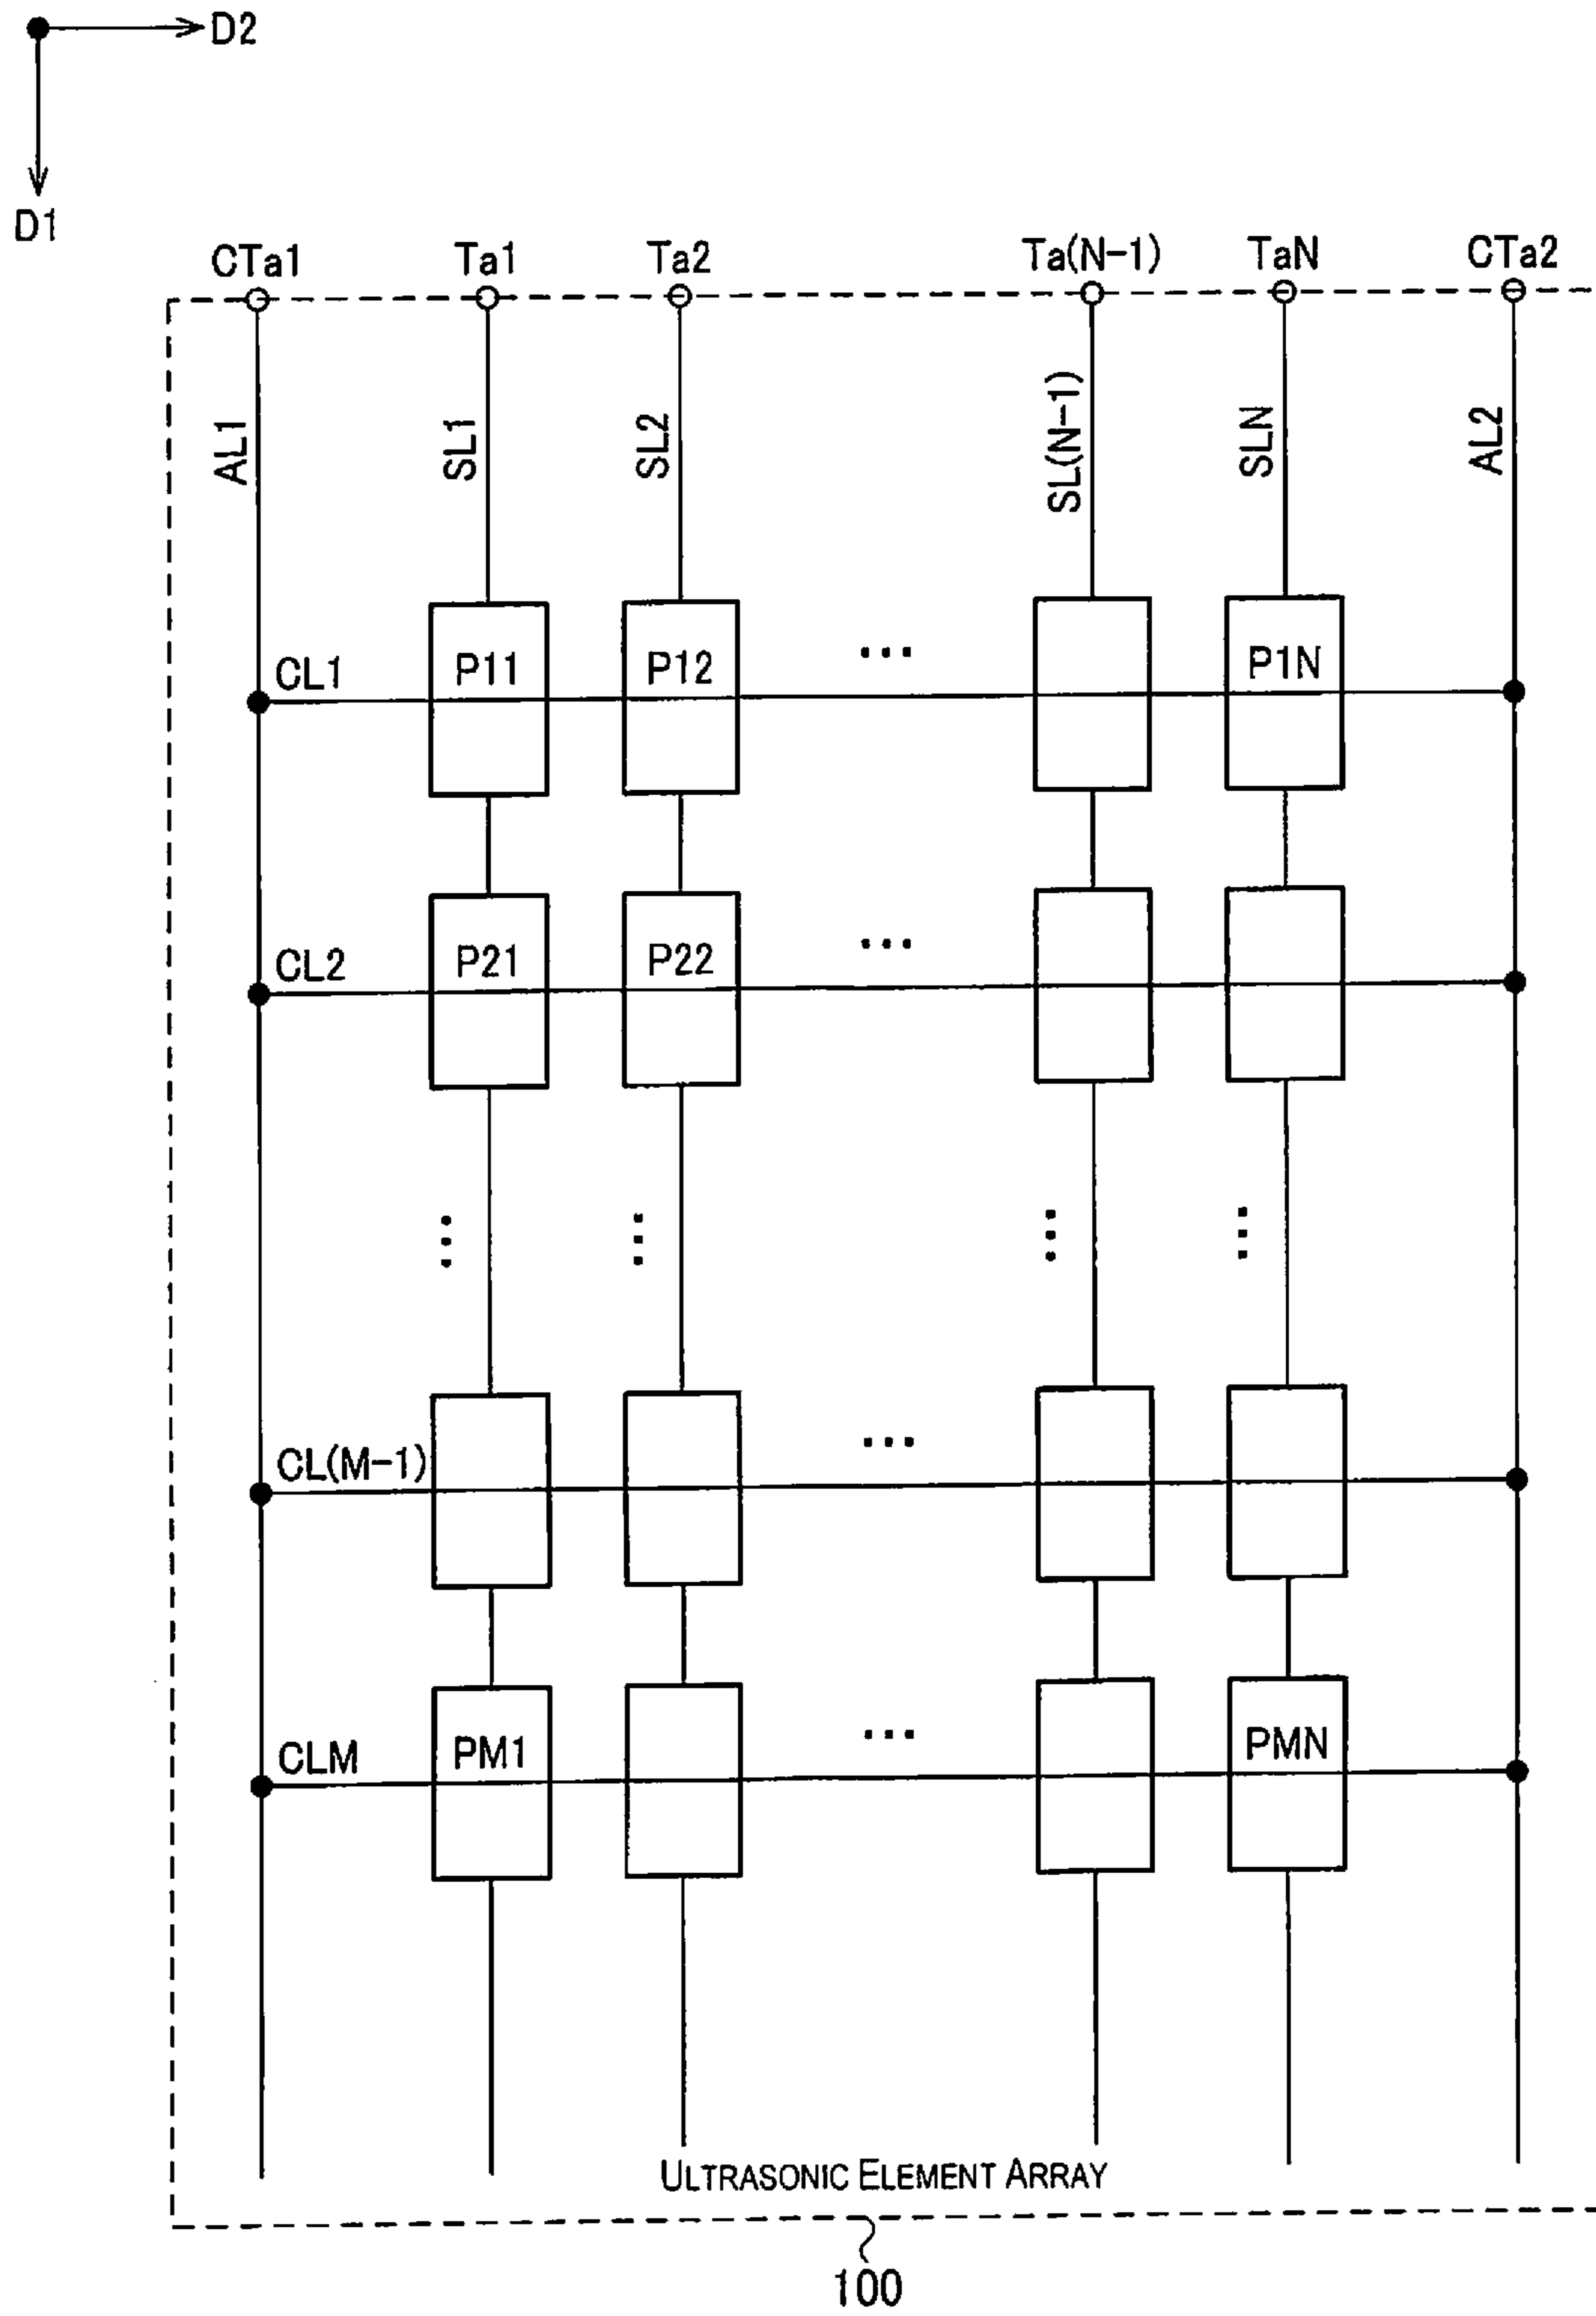 D2
D1
CTa1 Ta1 Ta2 Ta(N-1) TaN CTa2
AL1 SL1 SL2 SL(N-1) SLN AL2
CL1 P11 P12 ... P1N
CL2 P21 P22 ...
... ... ... ...
CL(M-1) ...
CLM PM1 ... PMN
ULTRASONIC ELEMENT ARRAY
100